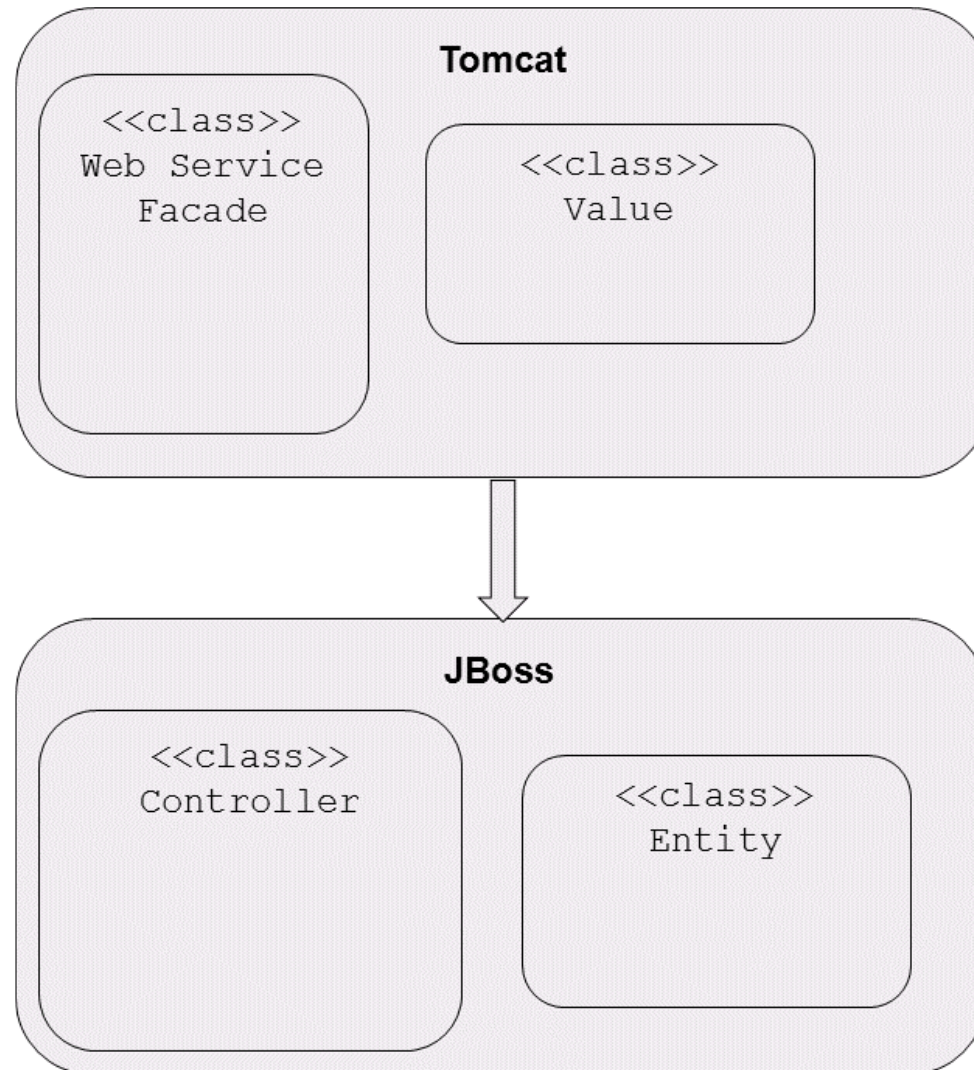 Tomcat
<<class>>
Web Service
Facade
<<class>>
Value
JBoss
<<class>>
Controller
<<class>>
Entity